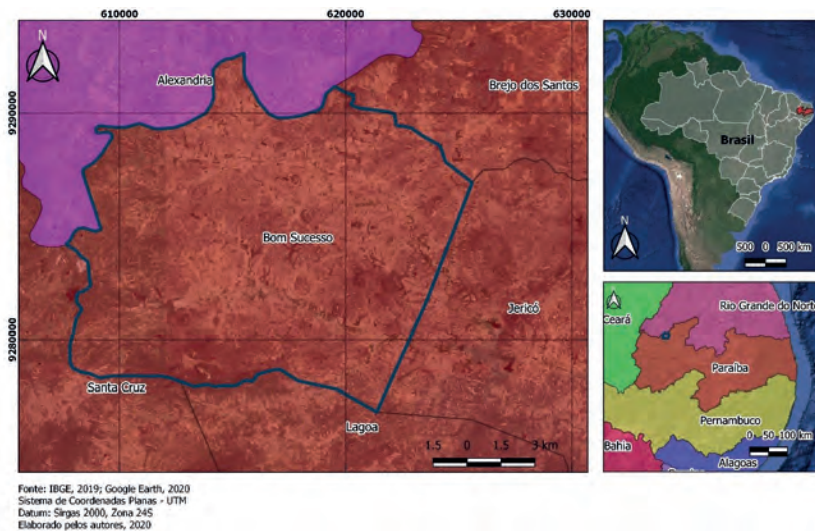 610000
620000
630000
9290000
9280000
N
Alexandria
Brejo dos Santos
Bom Sucesso
Jericó
Santa Cruz
Lagoa
1.5 0 1.5 3 km
Brasil
N
500 0 500 km
N
Rio Grande do Norte
Ceará
Paraíba
Pernambuco
0 50 100 km
Bahia
Alagoas
Fonte: IBGE, 2019; Google Earth, 2020
Sistema de Coordenadas Planas - UTM
Datum: Sirgas 2000, Zona 24S
Elaborado pelos autores, 2020